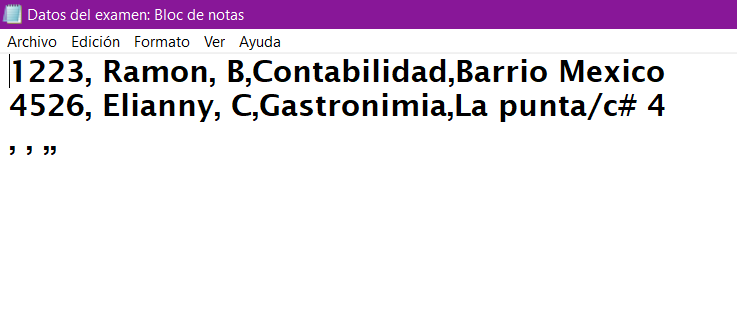 Datos del examen: Bloc de notas
Archivo Edición Formato Ver Ayuda
1223, Ramon, B,Contabilidad,Barrio Mexico
4526, Elianny, C,Gastronimia,La punta/c# 4
, , ,,